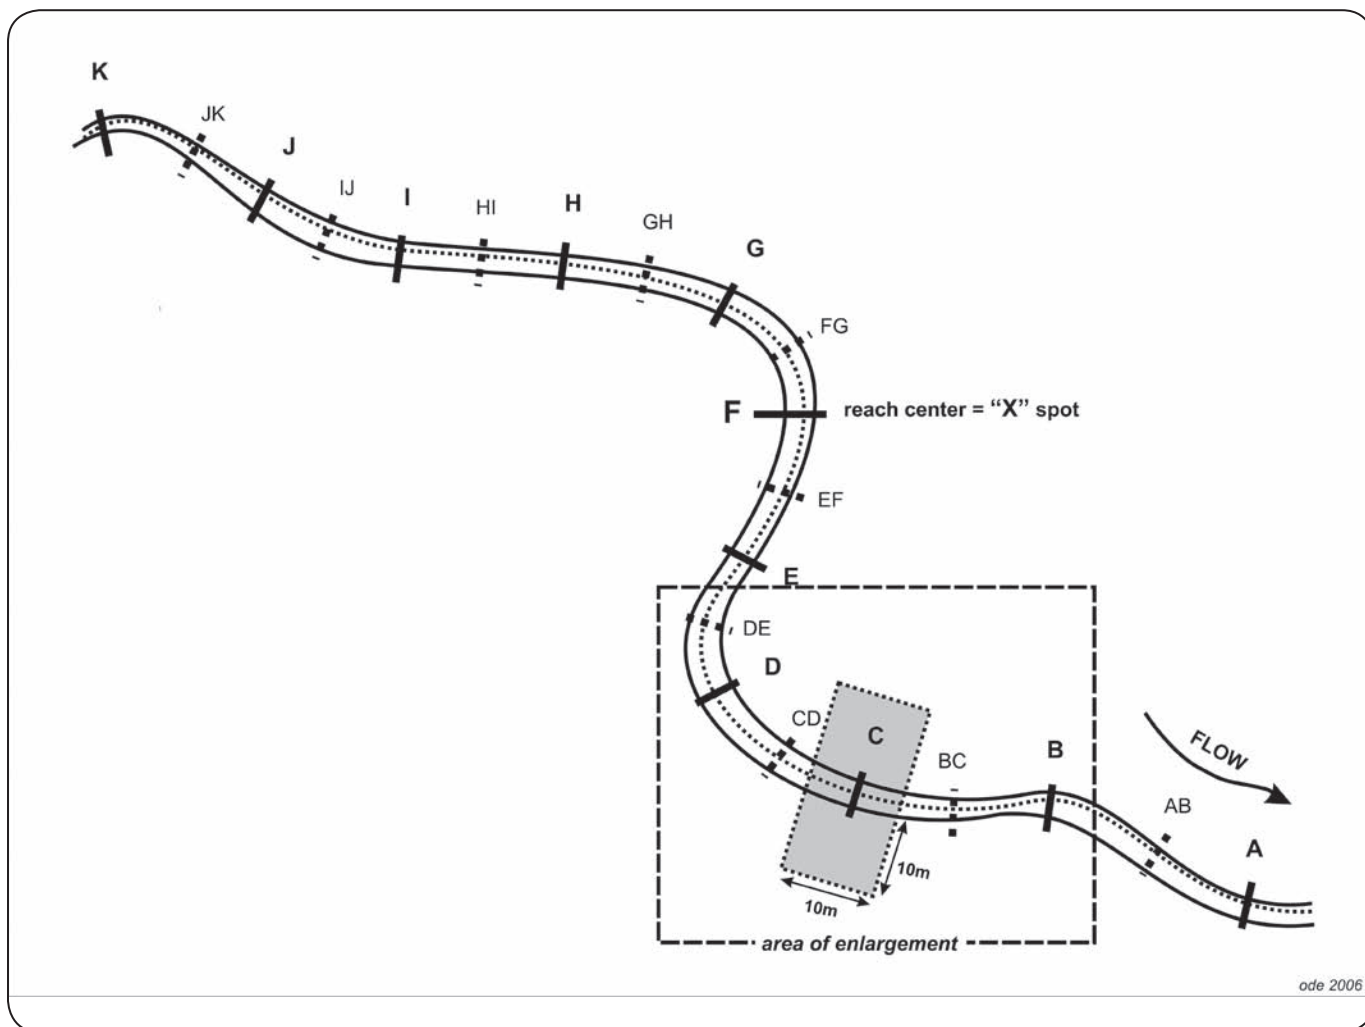 K
JK
J
IJ
I
HI
H
GH
G
FG
F
reach center = “X” spot
EF
E
DE
D
CD
C
BC
B
FLOW
AB
A
10m
10m
area of enlargement
ode 2006